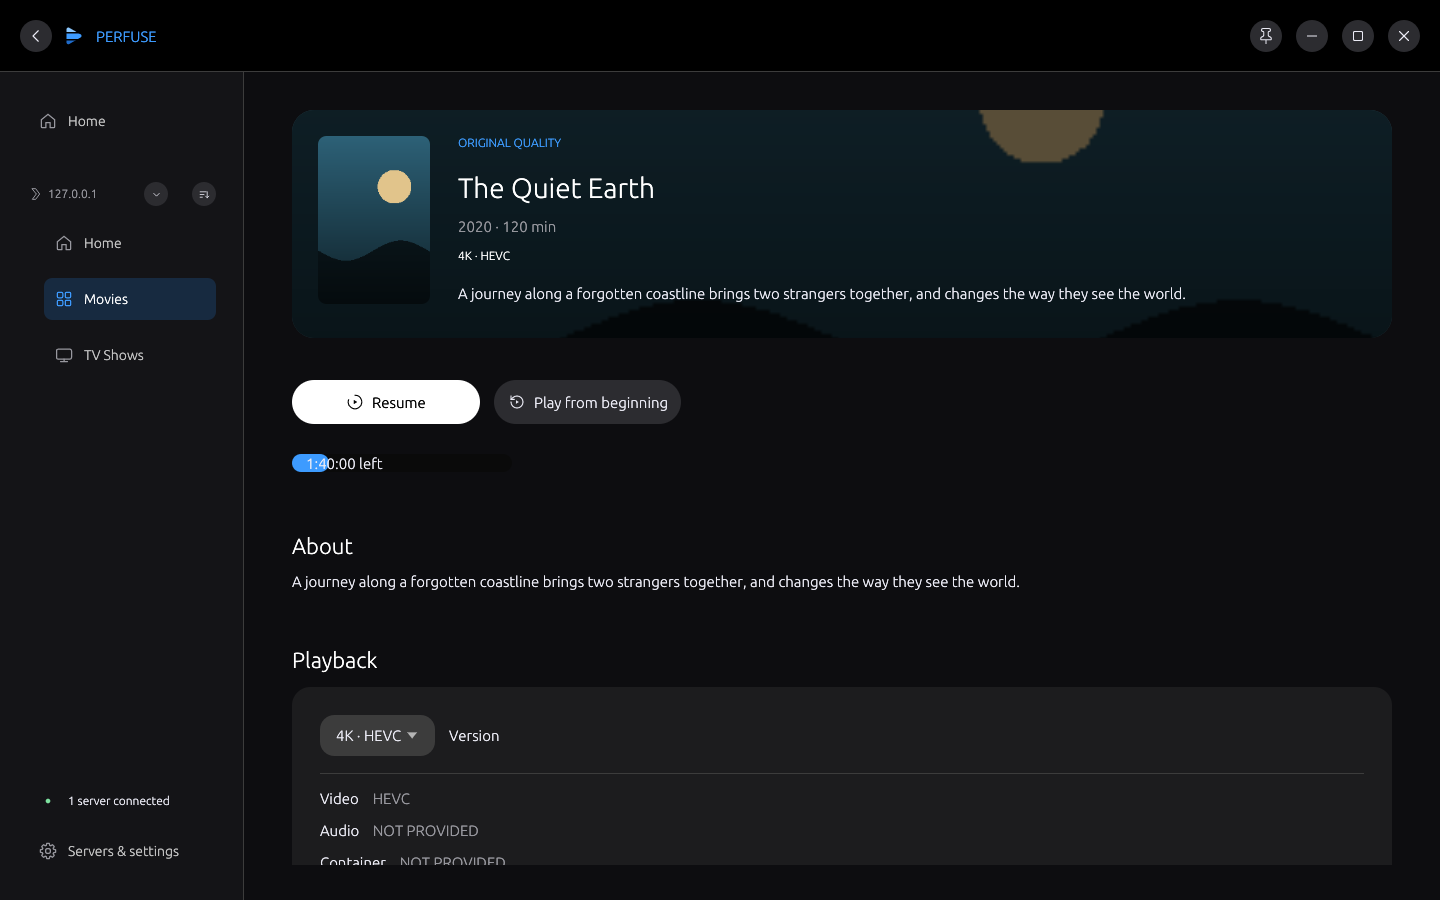 PERFUSE
Home
127.0.0.1
Home
Movies
TV Shows
1 server connected
Servers & settings
ORIGINAL QUALITY
The Quiet Earth
2020 · 120 min
4K · HEVC
A journey along a forgotten coastline brings two strangers together, and changes the way they see the world.
Resume
Play from beginning
1:40:00 left
About
A journey along a forgotten coastline brings two strangers together, and changes the way they see the world.
Playback
4K · HEVC
Version
Video HEVC
Audio NOT PROVIDED
Container NOT PROVIDED